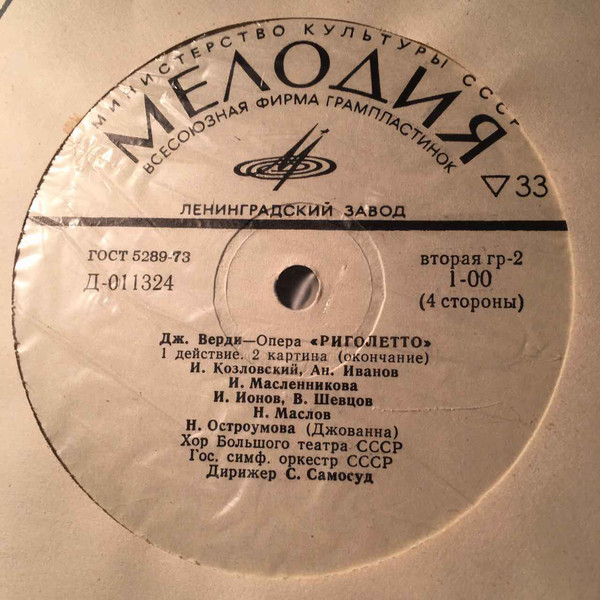 МИНИСТЕРСТВО КУЛЬТУРЫ СССР
МЕЛОДИЯ
ВСЕСОЮЗНАЯ ФИРМА ГРАМПЛАСТИНОК
▽33
ЛЕНИНГРАДСКИЙ ЗАВОД
ГОСТ 5289-73
Д-011324
вторая гр-2
1-00
(4 стороны)
Дж. Верди—Опера «РИГОЛЕТТО»
1 действие. 2 картина (окончание)
И. Козловский, Ан. Иванов
И. Масленникова
И. Ионов, В. Шевцов
Н. Маслов
Н. Остроумова (Джованна)
Хор Большого театра СССР
Гос. симф. оркестр СССР
Дирижер С. Самосуд